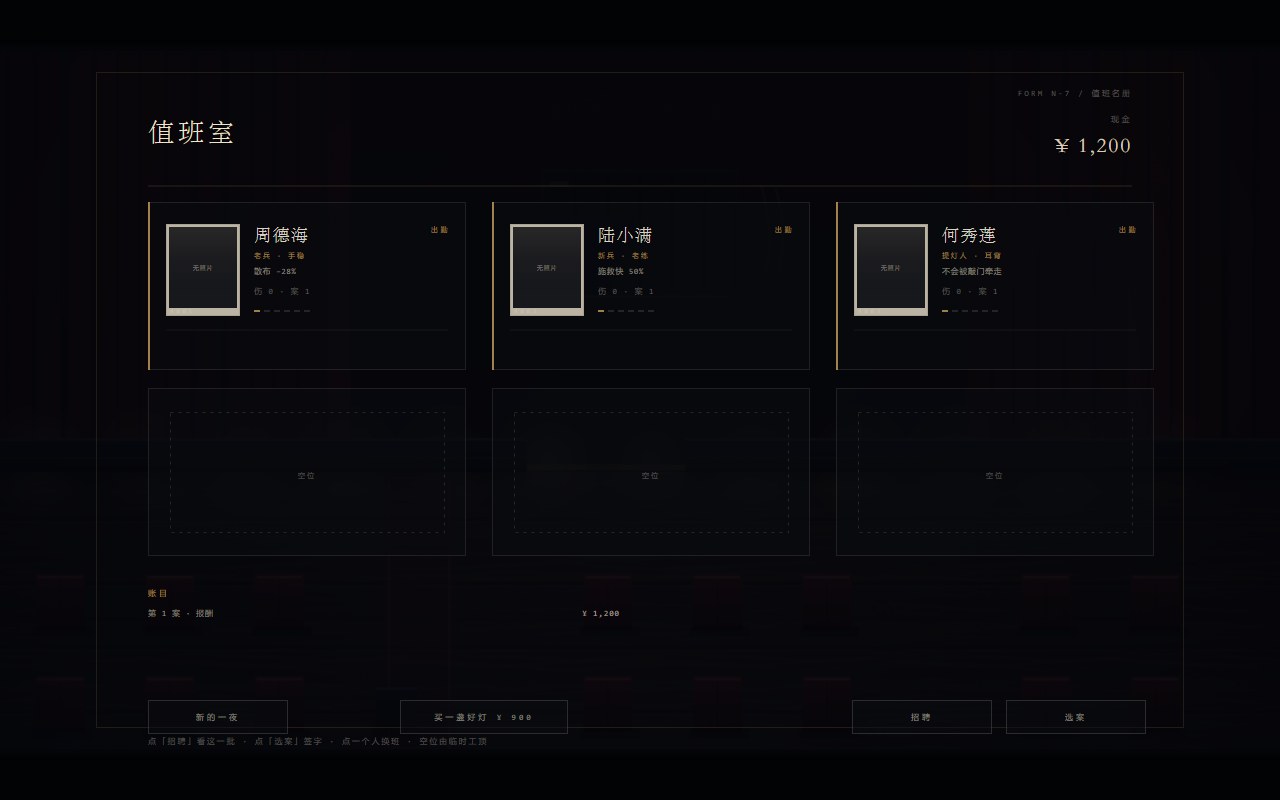 FORM N-7 / 值班名册
值班室
现金
¥ 1,200
周德海
出勤
老兵 · 手稳
散布 -28%
伤 0 · 案 1
无照片
陆小满
出勤
新兵 · 老练
施救快 50%
伤 0 · 案 1
无照片
何秀莲
出勤
提灯人 · 耳聋
不会被敲门牵走
伤 0 · 案 1
无照片
空位
空位
空位
账目
第 1 案 · 报酬 ¥ 1,200
新的一夜
买一盏好灯 ¥ 900
招聘
选案
点「招聘」看这一批 · 点「选案」签字 · 点一个人换班 · 空位由临时工顶